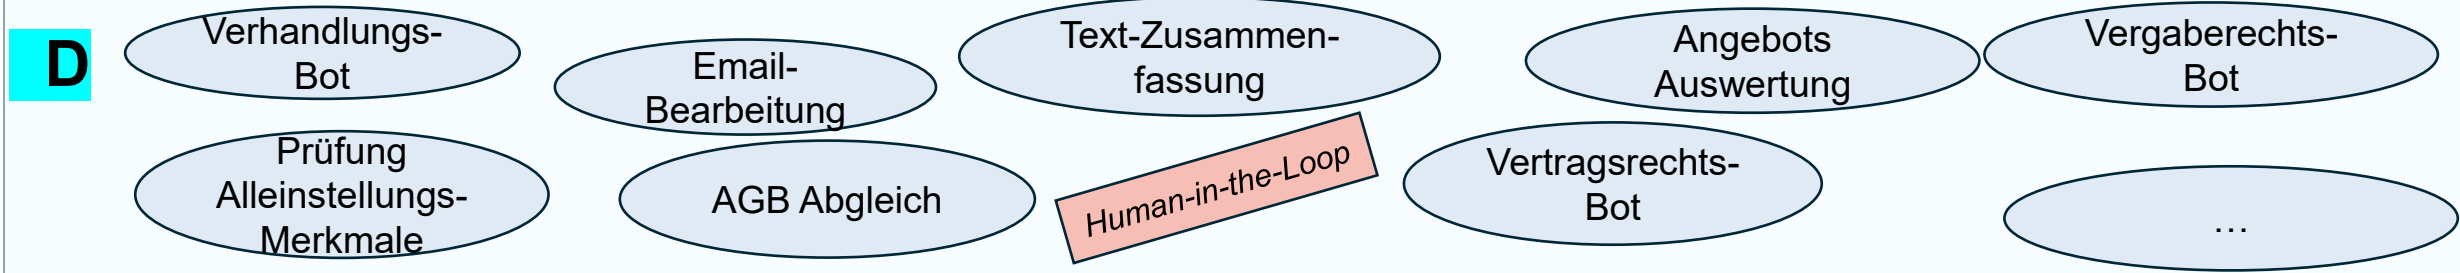 D
Verhandlungs-
Bot
Email-
Bearbeitung
Text-Zusammen-
fassung
Angebots
Auswertung
Vergaberechts-
Bot
Prüfung
Alleinstellungs-
Merkmale
AGB Abgleich
Human-in-the-Loop
Vertragsrechts-
Bot
...